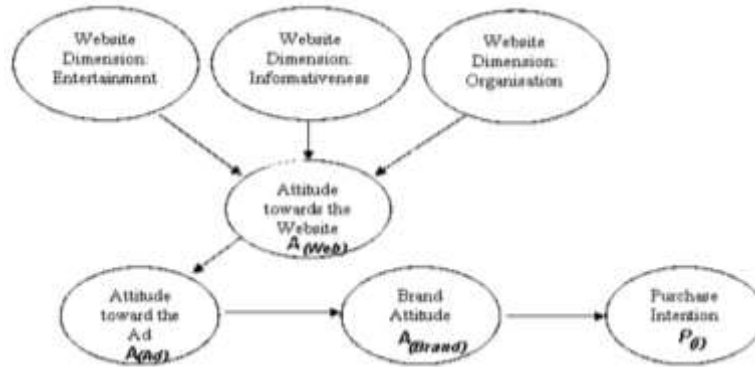 Website
Dimension:
Entertainment
Website
Dimension:
Informativeness
Website
Dimension:
Organisation
Attitude
towards the
Website
A(Web)
Attitude
toward the
Ad
A(Ad)
Brand
Attitude
A(Brand)
Purchase
Intention
P(i)